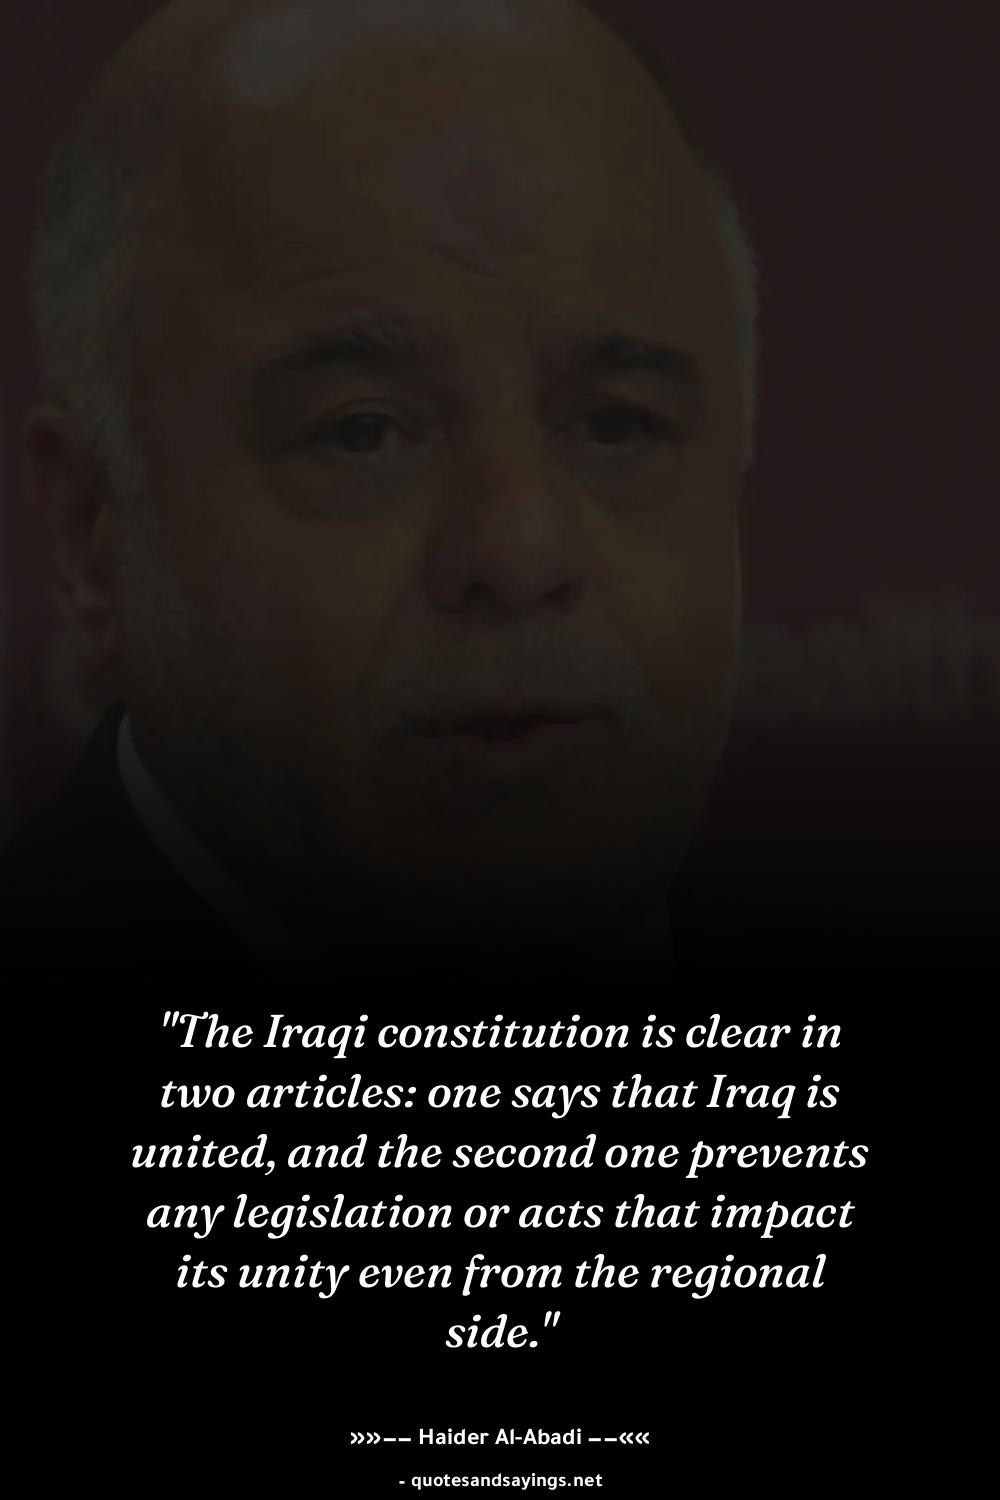 "The Iraqi constitution is clear in
two articles: one says that Iraq is
united, and the second one prevents
any legislation or acts that impact
its unity even from the regional
side."
»»−− Haider Al-Abadi −−««
- quotesandsayings.net